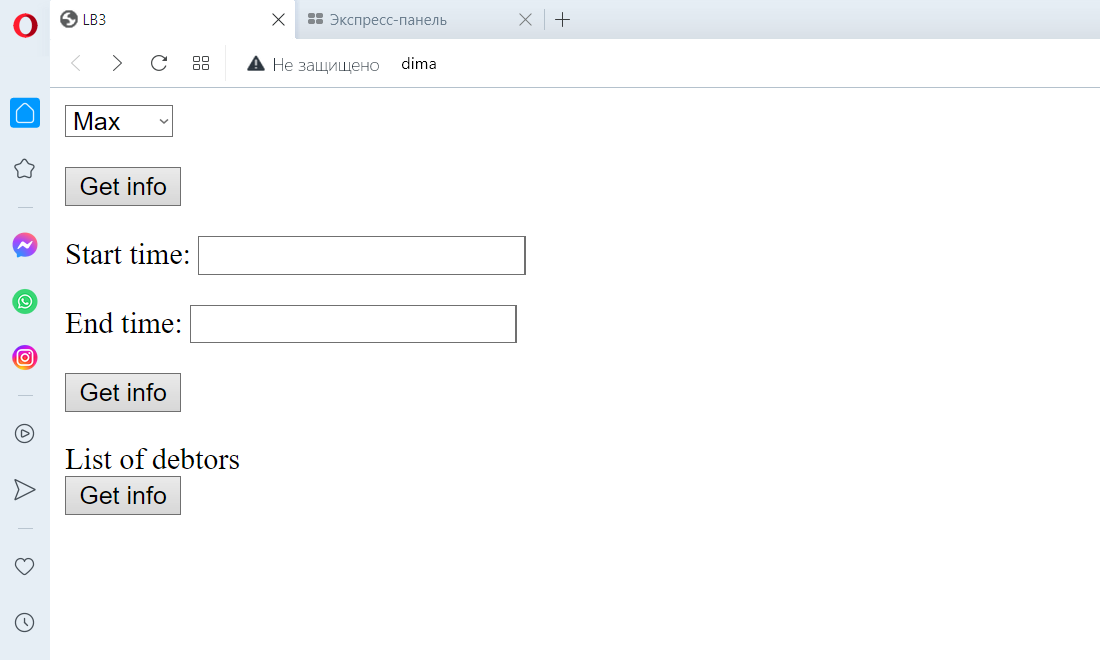 LB3
Экспресс-панель
Не защищено dima
Max
Get info
Start time:
End time:
Get info
List of debtors
Get info